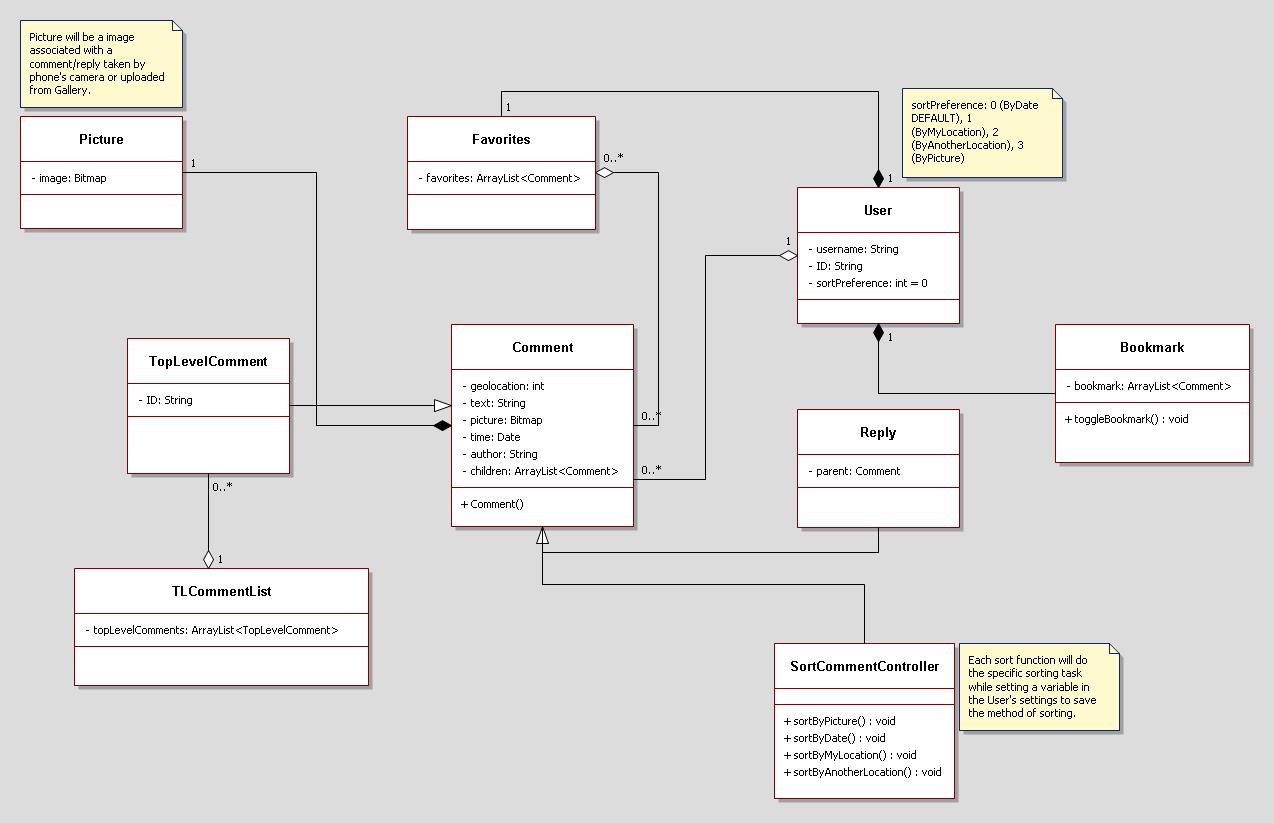 Picture will be a image
associated with a
comment/reply taken by
phone's camera or uploaded
from Gallery.
Picture
- image: Bitmap
1
Favorites
- favorites: ArrayList<Comment>
1
0..*
sortPreference: 0 (ByDate
DEFAULT), 1
(ByMyLocation), 2
(ByAnotherLocation), 3
(ByPicture)
1
User
- username: String
- ID: String
- sortPreference: int = 0
1
1
Bookmark
- bookmark: ArrayList<Comment>
+ toggleBookmark() : void
TopLevelComment
- ID: String
0..*
Comment
- geolocation: int
- text: String
- picture: Bitmap
- time: Date
- author: String
- children: ArrayList<Comment>
+ Comment()
0..*
0..*
Reply
- parent: Comment
1
TLCommentList
- topLevelComments: ArrayList<TopLevelComment>
SortCommentController
+ sortByPicture() : void
+ sortByDate() : void
+ sortByMyLocation() : void
+ sortByAnotherLocation() : void
Each sort function will do
the specific sorting task
while setting a variable in
the User's settings to save
the method of sorting.